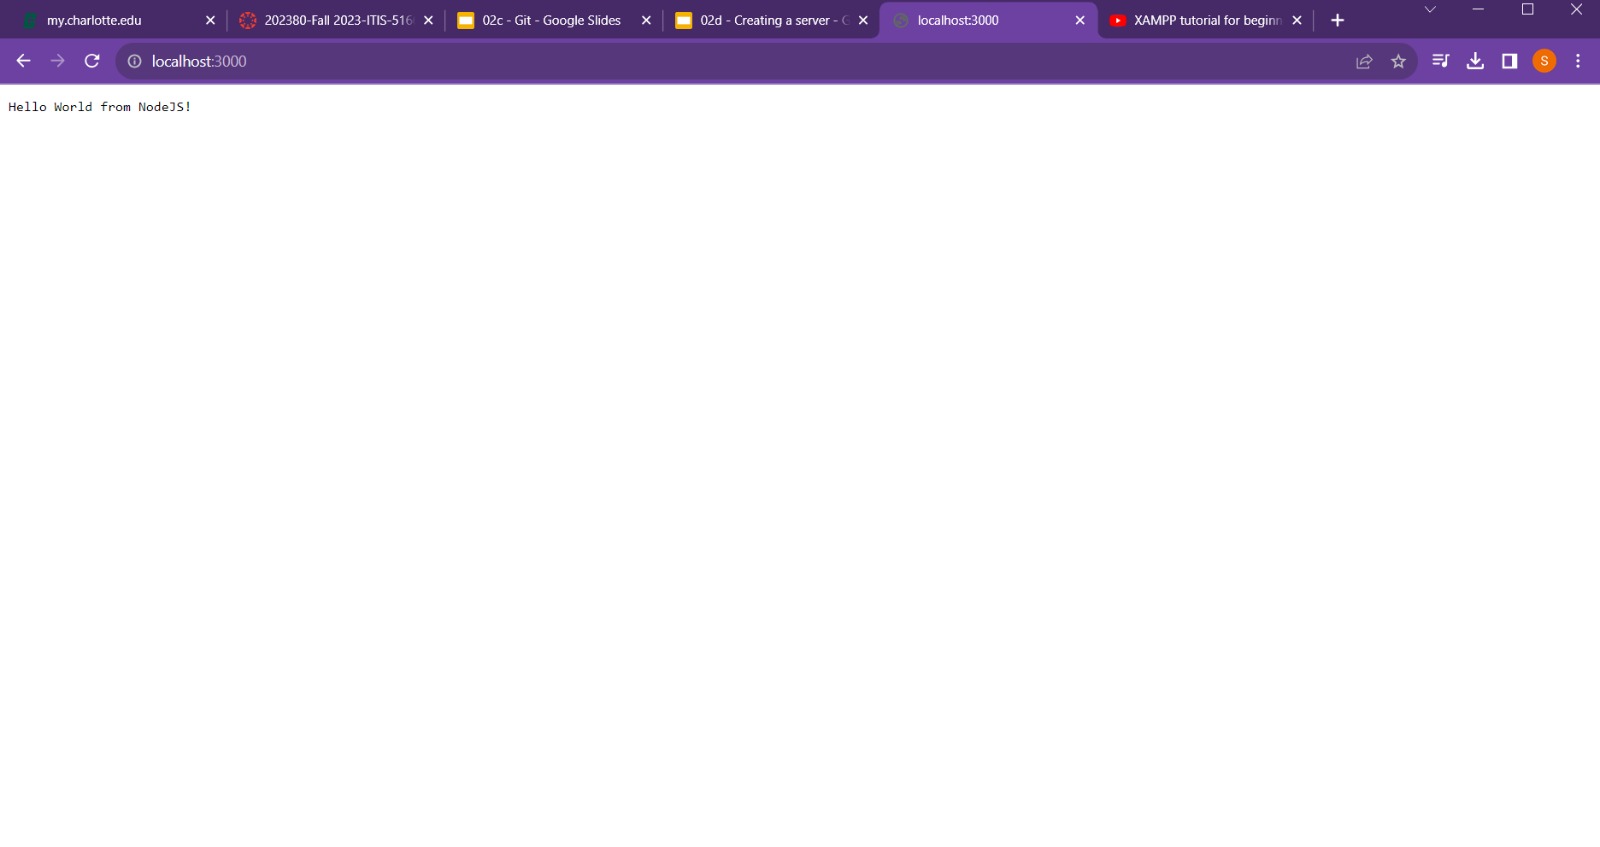 my.charlotte.edu
202380-Fall 2023-ITIS-516
02c - Git - Google Slides
02d - Creating a server - G
localhost:3000
XAMPP tutorial for beginn
localhost:3000
S
Hello World from NodeJS!